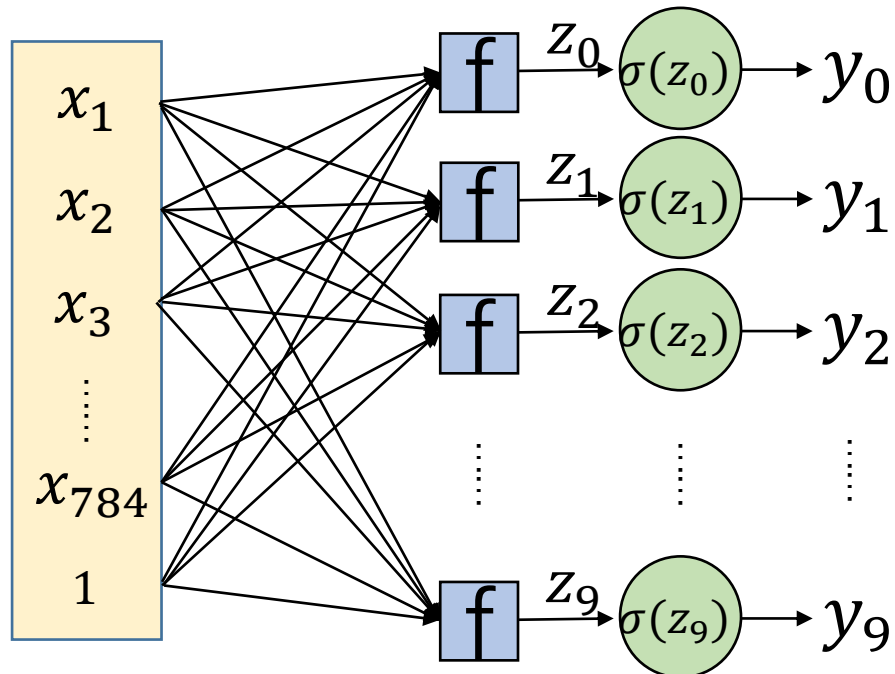 x₁
x₂
x₃
......
x₇₈₄
1
f z₀ σ(z₀) y₀
f z₁ σ(z₁) y₁
f z₂ σ(z₂) y₂
...... ...... ......
f z₉ σ(z₉) y₉